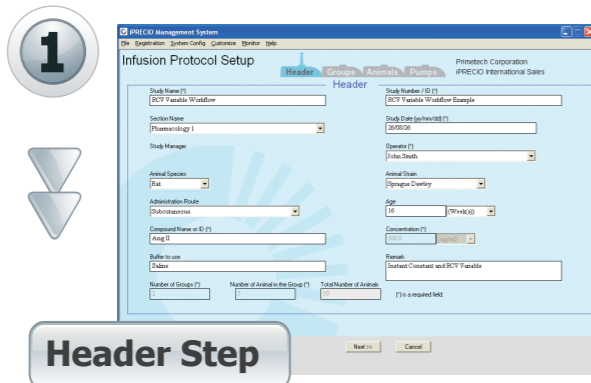 1
iPRECIO Management System
File Registration System Config Customize Monitor Help
Infusion Protocol Setup
Header Groups Animals Pumps
Primetech Corporation
iPRECIO International Sales
Header
Study Name (*)
RCV Variable Workflow
Study Number / ID (*)
RCV Variable Workflow Example
Section Name
Pharmacology 1
Study Date (yy/mm/dd) (*)
26/08/26
Study Manager
Operator (*)
John Smith
Animal Species
Rat
Animal Strain
Sprague Dawley
Administration Route
Subcutaneous
Age
16 (Week(s))
Compound Name or ID (*)
Ang II
Concentration (*)
100.0
Buffer to use
Saline
Remark
Instant Constant and RCV Variable
Number of Groups (*)
Number of Animal in the Group (*)
Total Number of Animals
(*) is a required field.
Next >> Cancel
Header Step